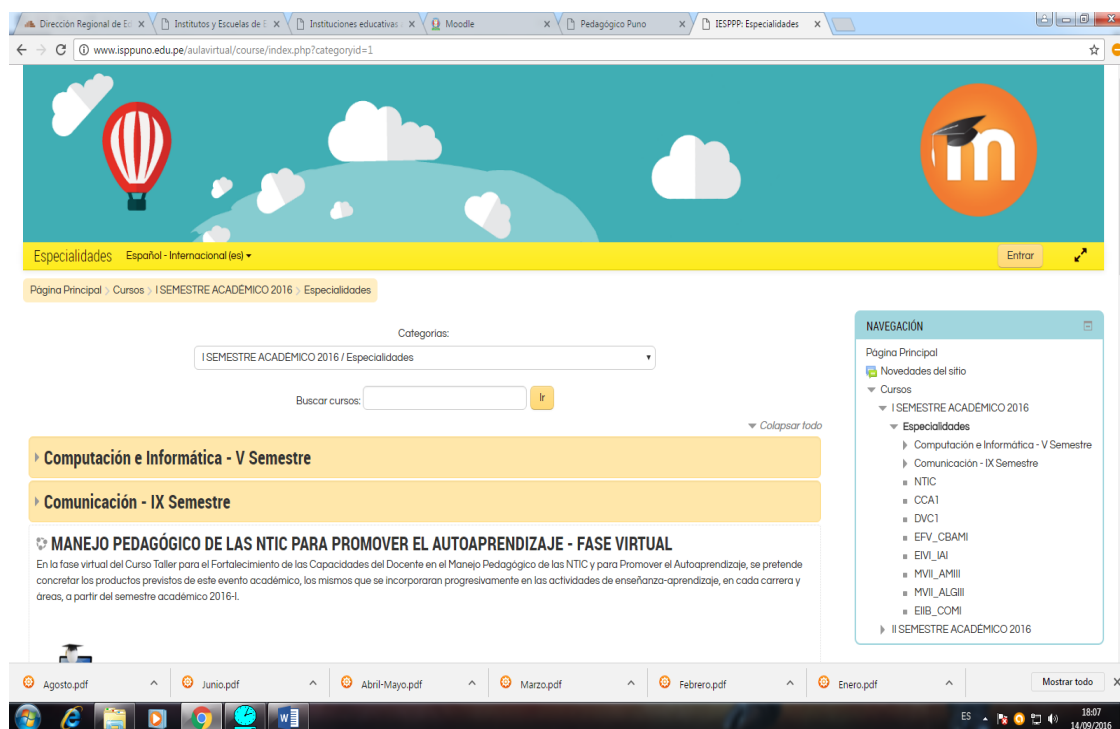 Dirección Regional de Ed
Institutos y Escuelas de E
Instituciones educativas
Moodle
Pedagógico Puno
IESPPP: Especialidades
www.isppuno.edu.pe/aulavirtual/course/index.php?categoryid=1
m
Especialidades Español - Internacional (es)
Entrar
Página Principal > Cursos > I SEMESTRE ACADÉMICO 2016 > Especialidades
Categorías:
I SEMESTRE ACADÉMICO 2016 / Especialidades
Buscar cursos:
Ir
Colapsar todo
Computación e Informática - V Semestre
Comunicación - IX Semestre
MANEJO PEDAGÓGICO DE LAS NTIC PARA PROMOVER EL AUTOAPRENDIZAJE - FASE VIRTUAL
En la fase virtual del Curso Taller para el Fortalecimiento de las Capacidades del Docente en el Manejo Pedagógico de las NTIC y para Promover el Autoaprendizaje, se pretende
concretar los productos previstos de este evento académico, los mismos que se incorporaran progresivamente en las actividades de enseñanza-aprendizaje, en cada carrera y
áreas, a partir del semestre académico 2016-I.
NAVEGACIÓN
Página Principal
Novedades del sitio
Cursos
I SEMESTRE ACADÉMICO 2016
Especialidades
Computación e Informática - V Semestre
Comunicación - IX Semestre
NTIC
CCA1
DVC1
EFV_CBAMI
EIVI_IAI
MVII_AMIII
MVII_ALGIII
EIIB_COMI
II SEMESTRE ACADÉMICO 2016
Agosto.pdf
Junio.pdf
Abril-Mayo.pdf
Marzo.pdf
Febrero.pdf
Enero.pdf
Mostrar todo
ES
18:07
14/09/2016